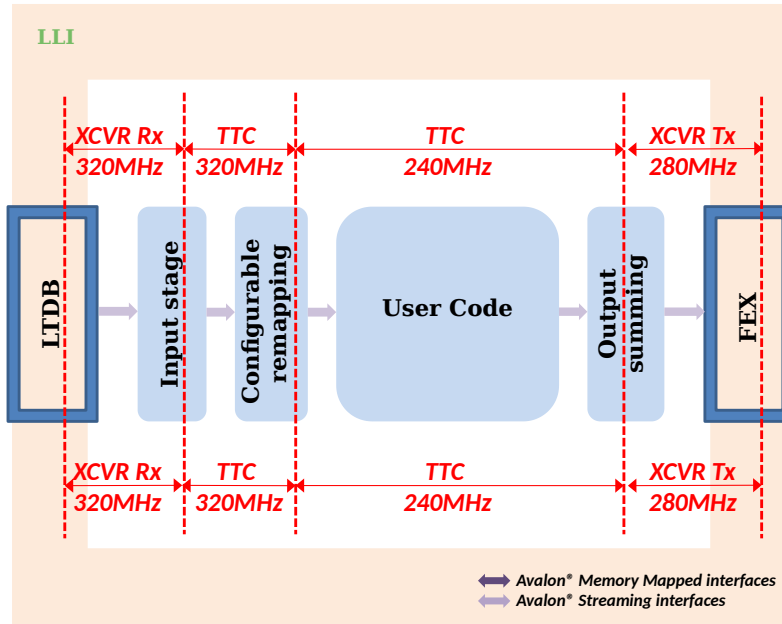 LLI
XCVR Rx
320MHz
TTC
320MHz
TTC
240MHz
XCVR Tx
280MHz
LTDB
Input stage
Configurable
remapping
User Code
Output
summing
FEX
XCVR Rx
320MHz
TTC
320MHz
TTC
240MHz
XCVR Tx
280MHz
Avalon® Memory Mapped interfaces
Avalon® Streaming interfaces